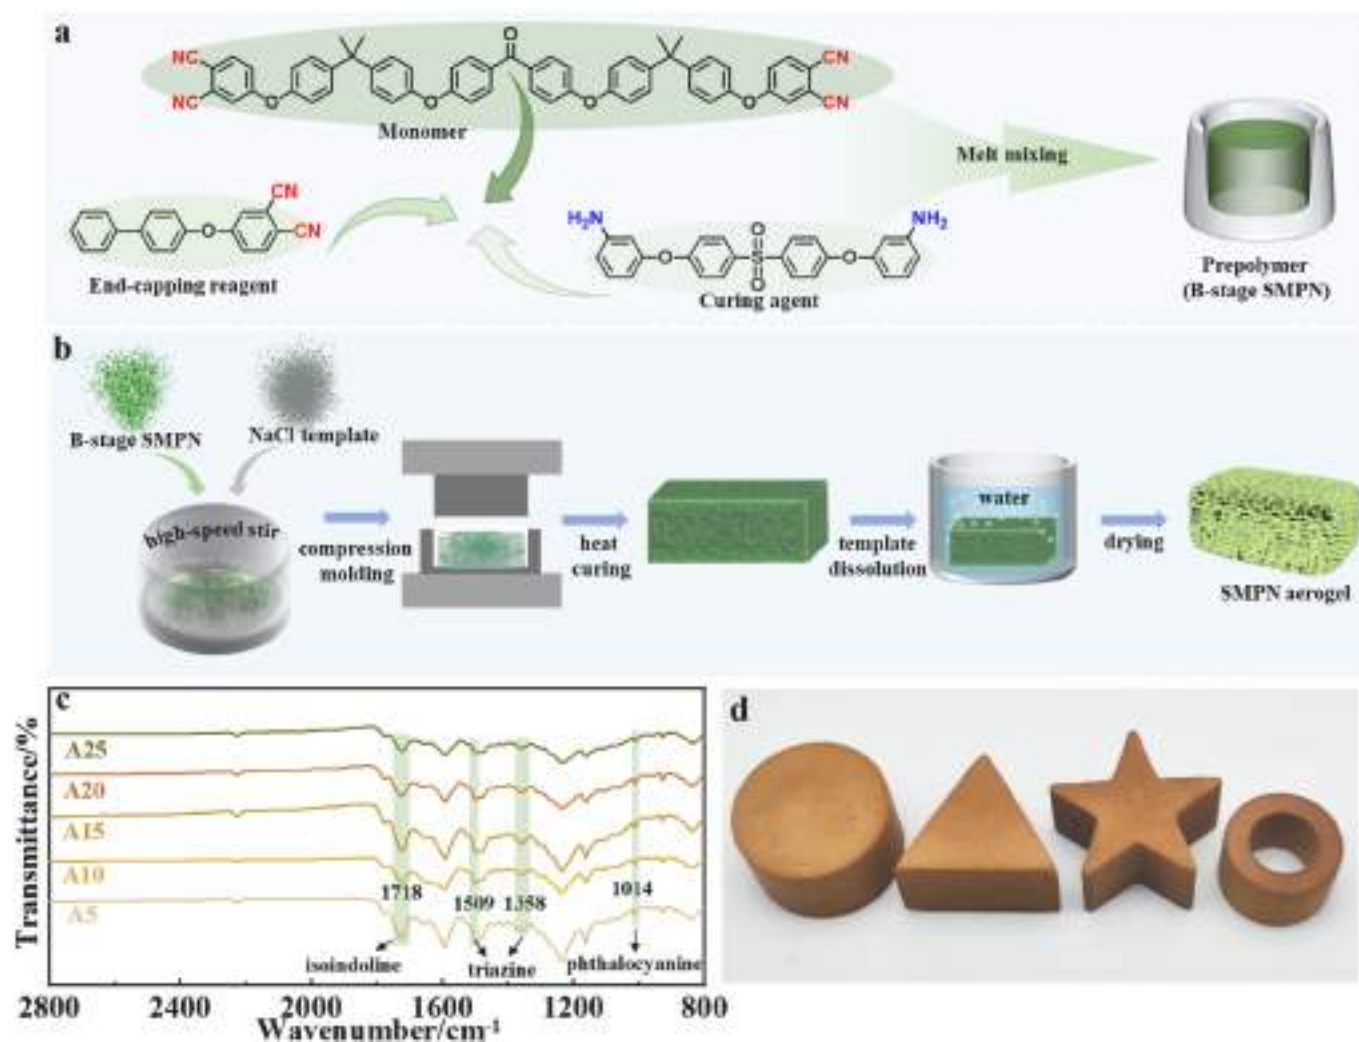 a
NC
NC
O
O
O
O
O
CN
CN
Monomer
Melt mixing
CN
CN
O
End-capping reagent
H₂N
NH₂
O
O
S
O
O
Curing agent
Prepolymer
(B-stage SMPN)
b
B-stage SMPN
NaCl template
high-speed stir
compression
molding
heat
curing
template
dissolution
water
drying
SMPN aerogel
c
Transmittance/%
A25
A20
A15
A10
A5
1718
1509
1358
1014
isoindoline
triazine
phthalocyanine
2800
2400
2000
1600
1200
800
Wavenumber/cm⁻¹
d